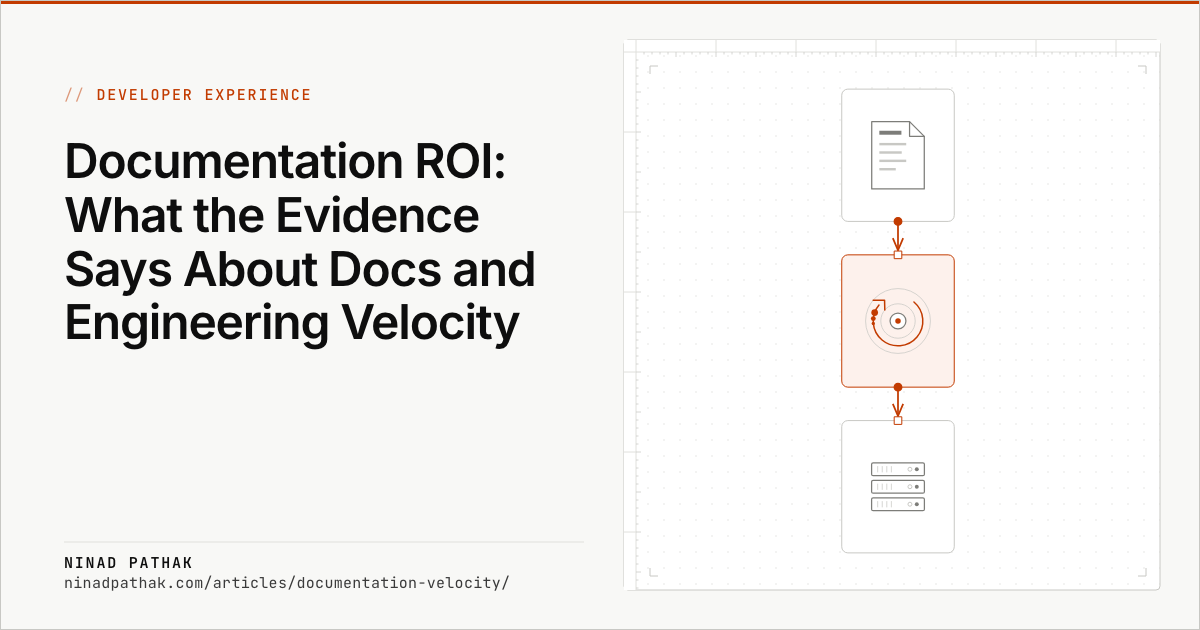 // DEVELOPER EXPERIENCE
Documentation ROI:
What the Evidence
Says About Docs and
Engineering Velocity
NINAD PATHAK
ninadpathak.com/articles/documentation-velocity/